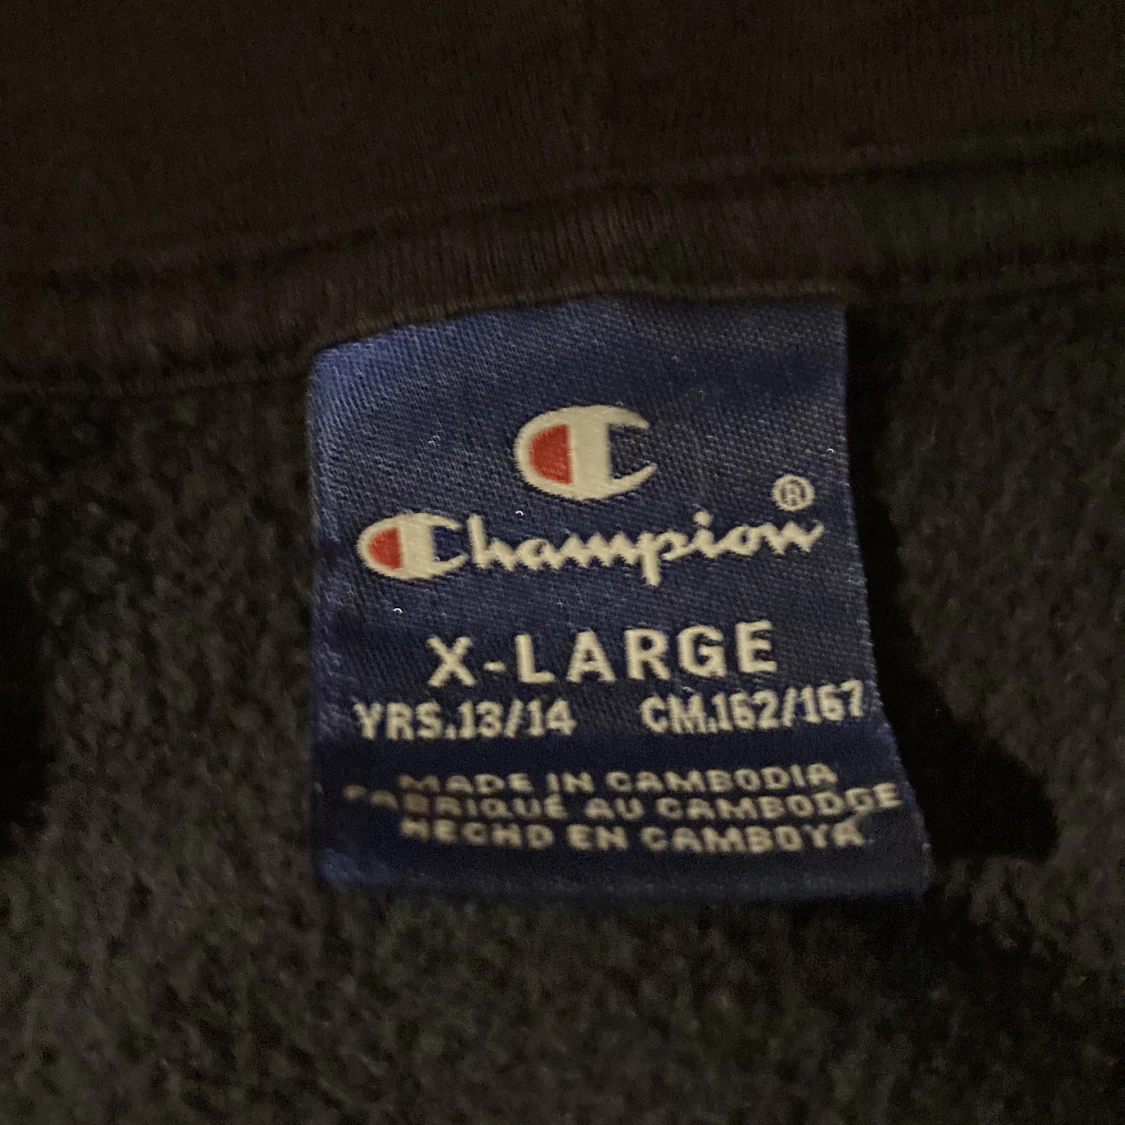 Champion®
X-LARGE
YRS.13/14 CM.162/167
MADE IN CAMBODIA
FABRIQUÉ AU CAMBODGE
HECHO EN CAMBOYA